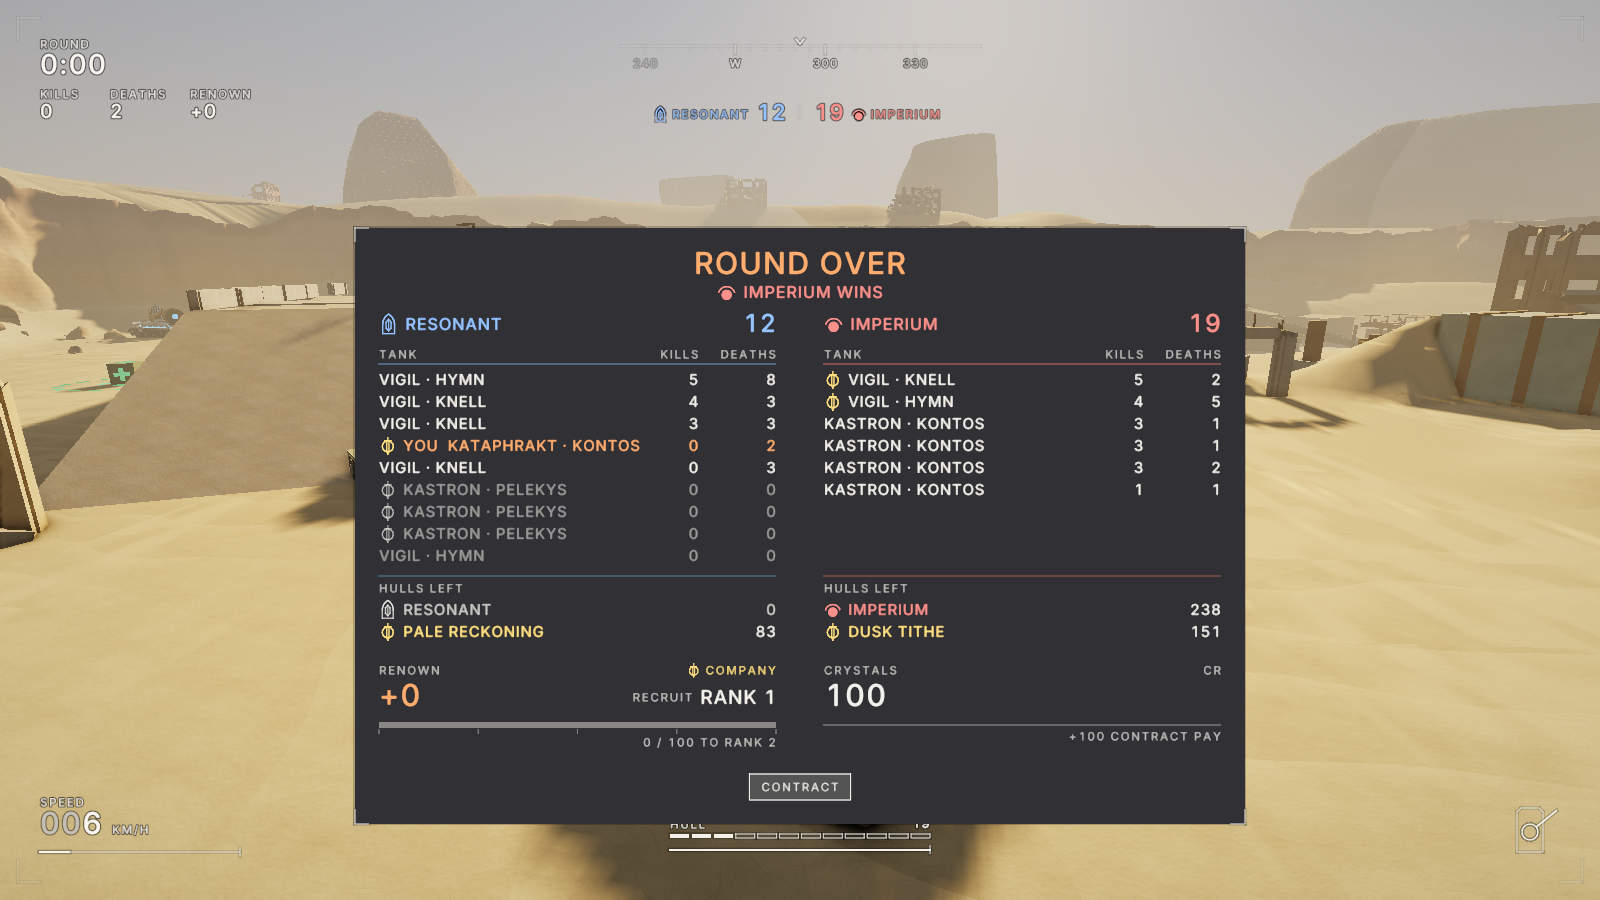 ROUND
0:00
KILLS DEATHS RENOWN
0 2 +0
240 W 300 330
RESONANT 12 19 IMPERIUM
ROUND OVER
IMPERIUM WINS
RESONANT 12
TANK KILLS DEATHS
VIGIL · HYMN 5 8
VIGIL · KNELL 4 3
VIGIL · KNELL 3 3
YOU KATAPHRAKT · KONTOS 0 2
VIGIL · KNELL 0 3
KASTRON · PELEKYS 0 0
KASTRON · PELEKYS 0 0
KASTRON · PELEKYS 0 0
VIGIL · HYMN 0 0
HULLS LEFT
RESONANT 0
PALE RECKONING 83
IMPERIUM 19
TANK KILLS DEATHS
VIGIL · KNELL 5 2
VIGIL · HYMN 4 5
KASTRON · KONTOS 3 1
KASTRON · KONTOS 3 1
KASTRON · KONTOS 3 2
KASTRON · KONTOS 1 1
HULLS LEFT
IMPERIUM 238
DUSK TITHE 151
RENOWN COMPANY
+0 RECRUIT RANK 1
0 / 100 TO RANK 2
CRYSTALS CR
100
+100 CONTRACT PAY
CONTRACT
SPEED
006 KM/H
HULL 19